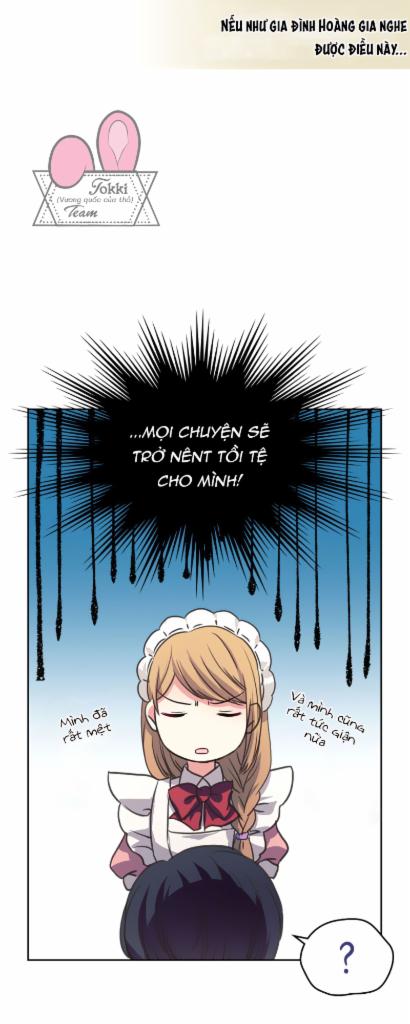 NẾU NHƯ GIA ĐÌNH HOÀNG GIA NGHE
ĐƯỢC ĐIỀU NÀY...
Tokki
(Vương quốc của thỏ)
Team
...MỌI CHUYỆN SẼ
TRỞ NÊNT TỒI TỆ
CHO MÌNH!
Mình đã
rất mệt
Và mình cũng
rất tức giận
nữa
?